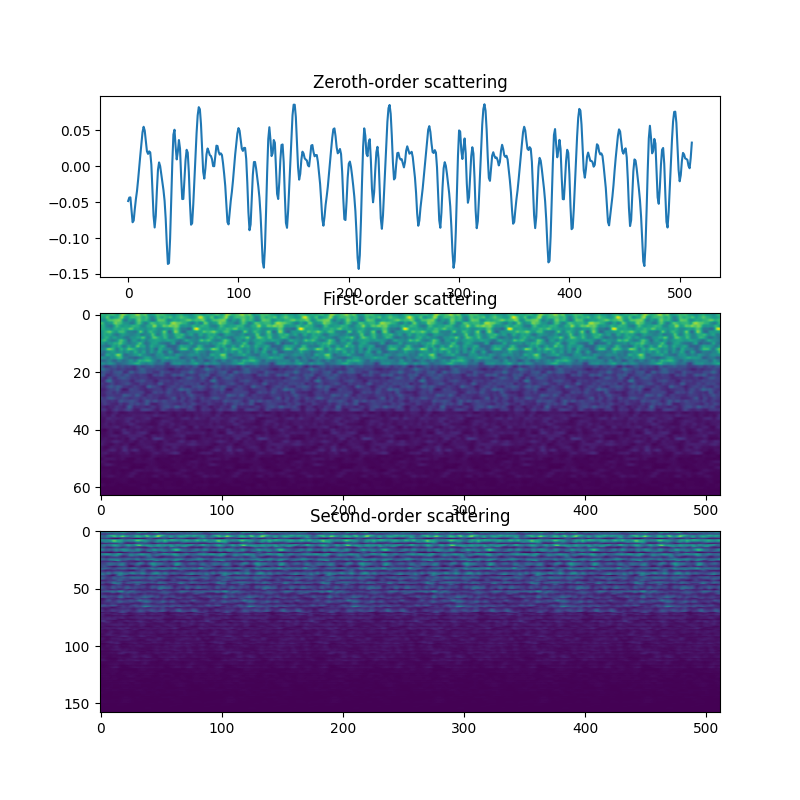 Zeroth-order scattering
0.05
0.00
−0.05
−0.10
−0.15
0 100 200 300 400 500
First-order scattering
0
20
40
60
0 100 200 300 400 500
Second-order scattering
0
50
100
150
0 100 200 300 400 500